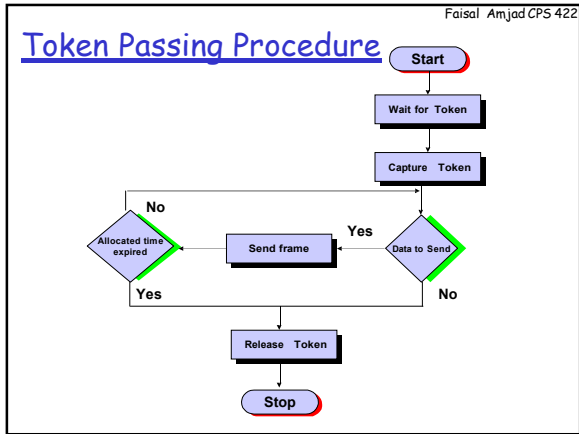 Faisal Amjad CPS 422
Token Passing Procedure
Start
Wait for Token
Capture Token
No
Allocated time
expired
Yes
Send frame
Data to Send
Yes
No
Release Token
Stop